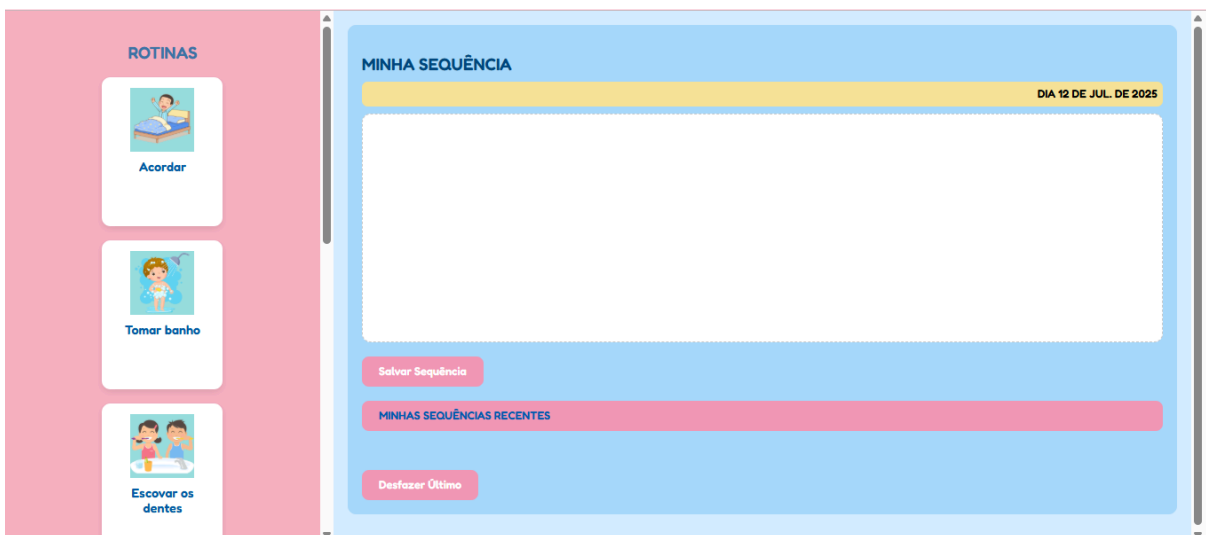 ROTINAS
Acordar
Tomar banho
Escovar os
dentes
MINHA SEQUÊNCIA
DIA 12 DE JUL. DE 2025
Salvar Sequência
MINHAS SEQUÊNCIAS RECENTES
Desfazer Último